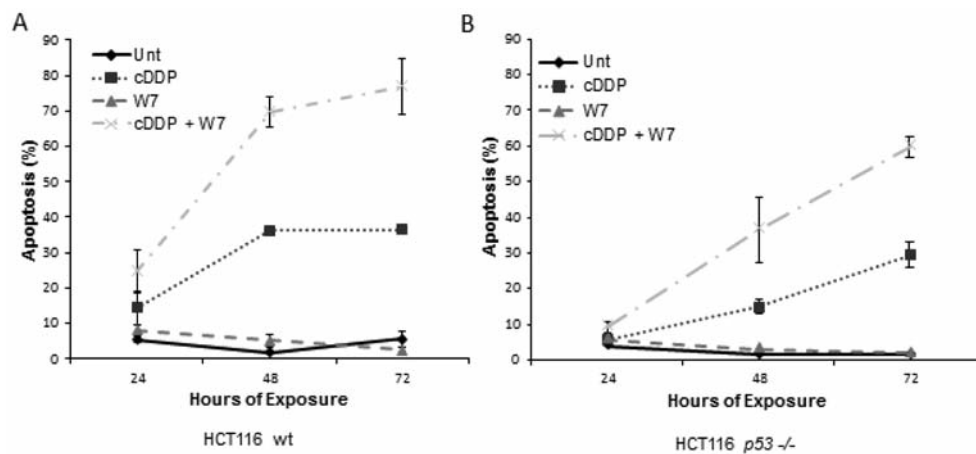 A
90
80
70
60
50
40
30
20
10
0
Apoptosis (%)
Unt
cDDP
W7
cDDP + W7
24
48
72
Hours of Exposure
HCT116 wt
B
90
80
70
60
50
40
30
20
10
0
Apoptosis (%)
Unt
cDDP
W7
cDDP + W7
24
48
72
Hours of Exposure
HCT116 p53 -/-